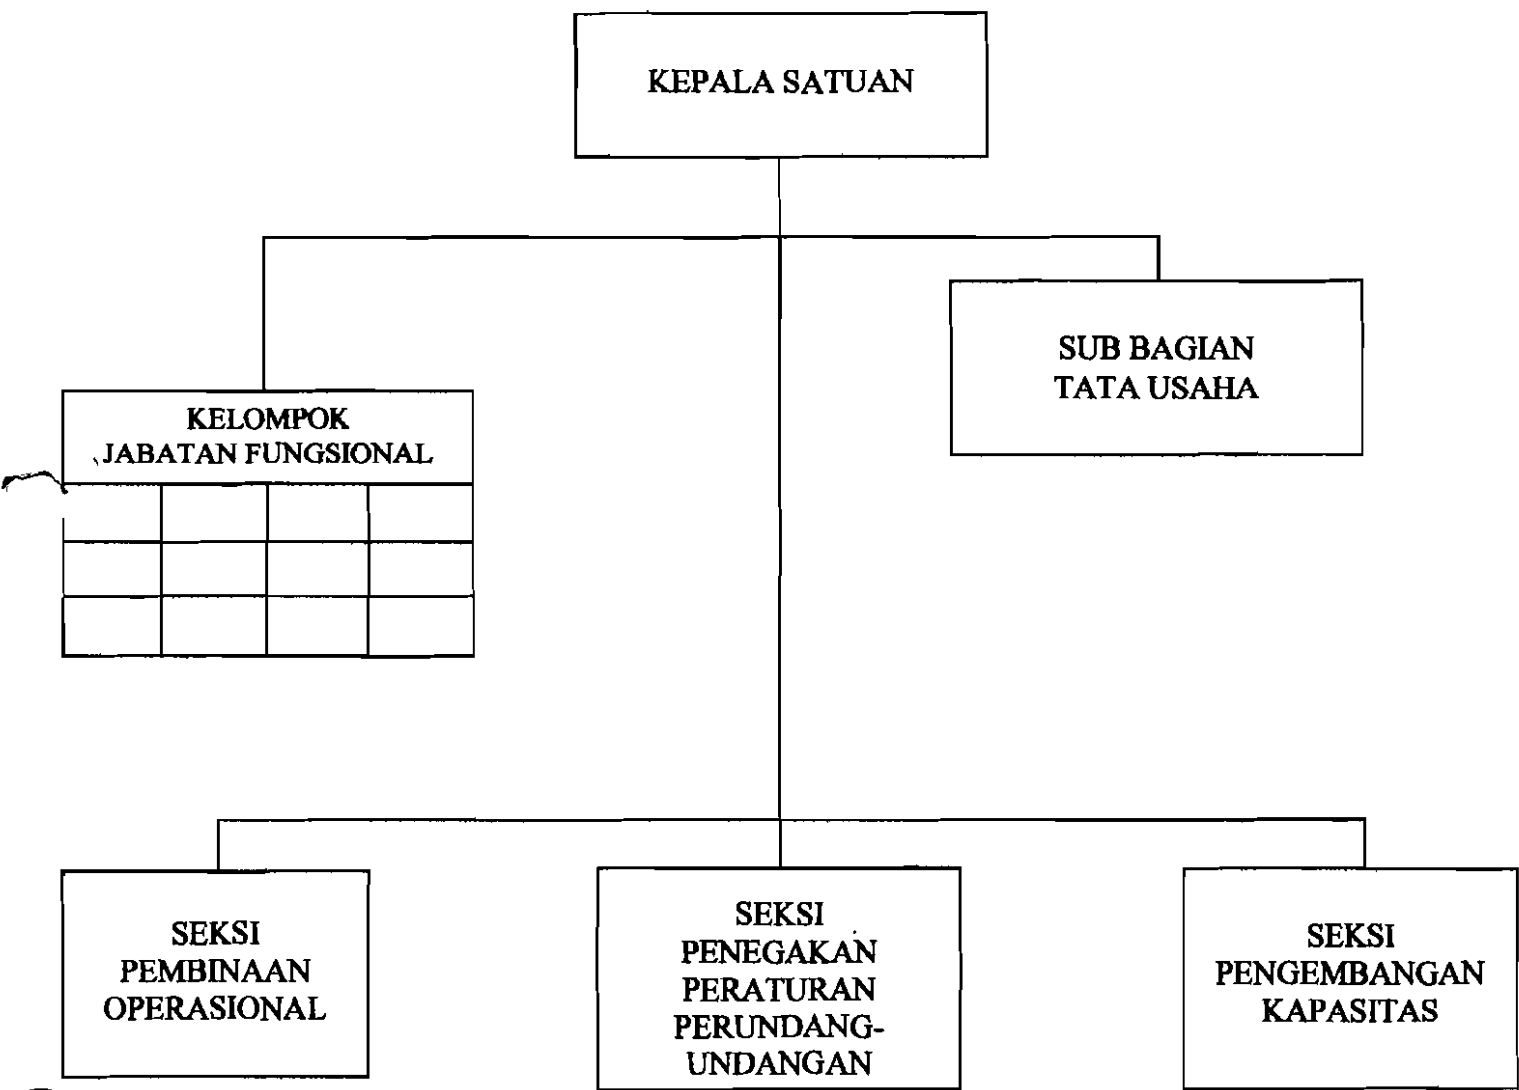 KEPALA SATUAN
SUB BAGIAN
TATA USAHA
KELOMPOK
JABATAN FUNGSIONAL
SEKSI
PEMBINAAN
OPERASIONAL
SEKSI
PENEGAKAN
PERATURAN
PERUNDANG-
UNDANGAN
SEKSI
PENGEMBANGAN
KAPASITAS